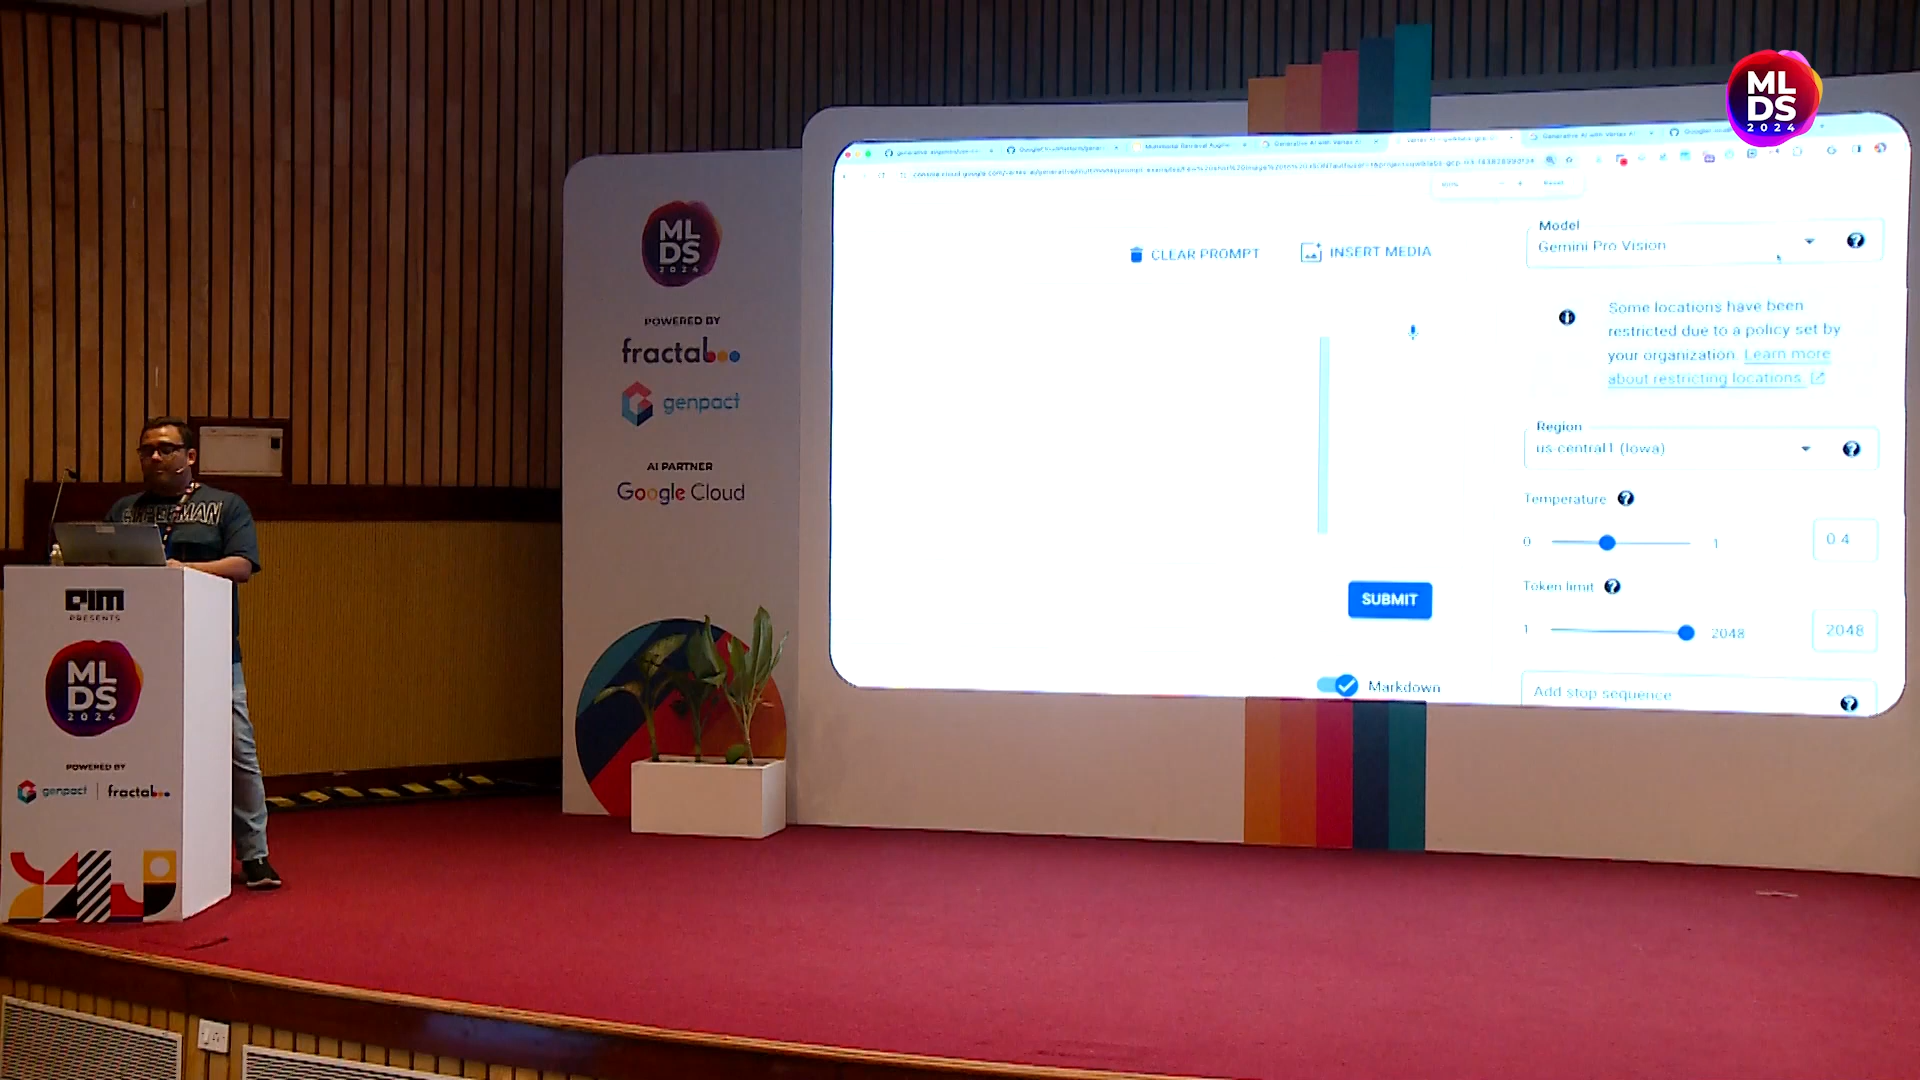 ML
DS
2024
ML
DS
2024
POWERED BY
fractal
genpact
AI PARTNER
Google Cloud
CLEAR PROMPT
INSERT MEDIA
Model
Gemini Pro Vision
Some locations have been
restricted due to a policy set by
your organization. Learn more
about restricting locations.
Region
us-central1 (Iowa)
Temperature
0
1
0.4
Token limit
1
2048
2048
SUBMIT
Markdown
Add stop sequence
AIM
PRESENTS
ML
DS
2024
POWERED BY
genpact | fractal